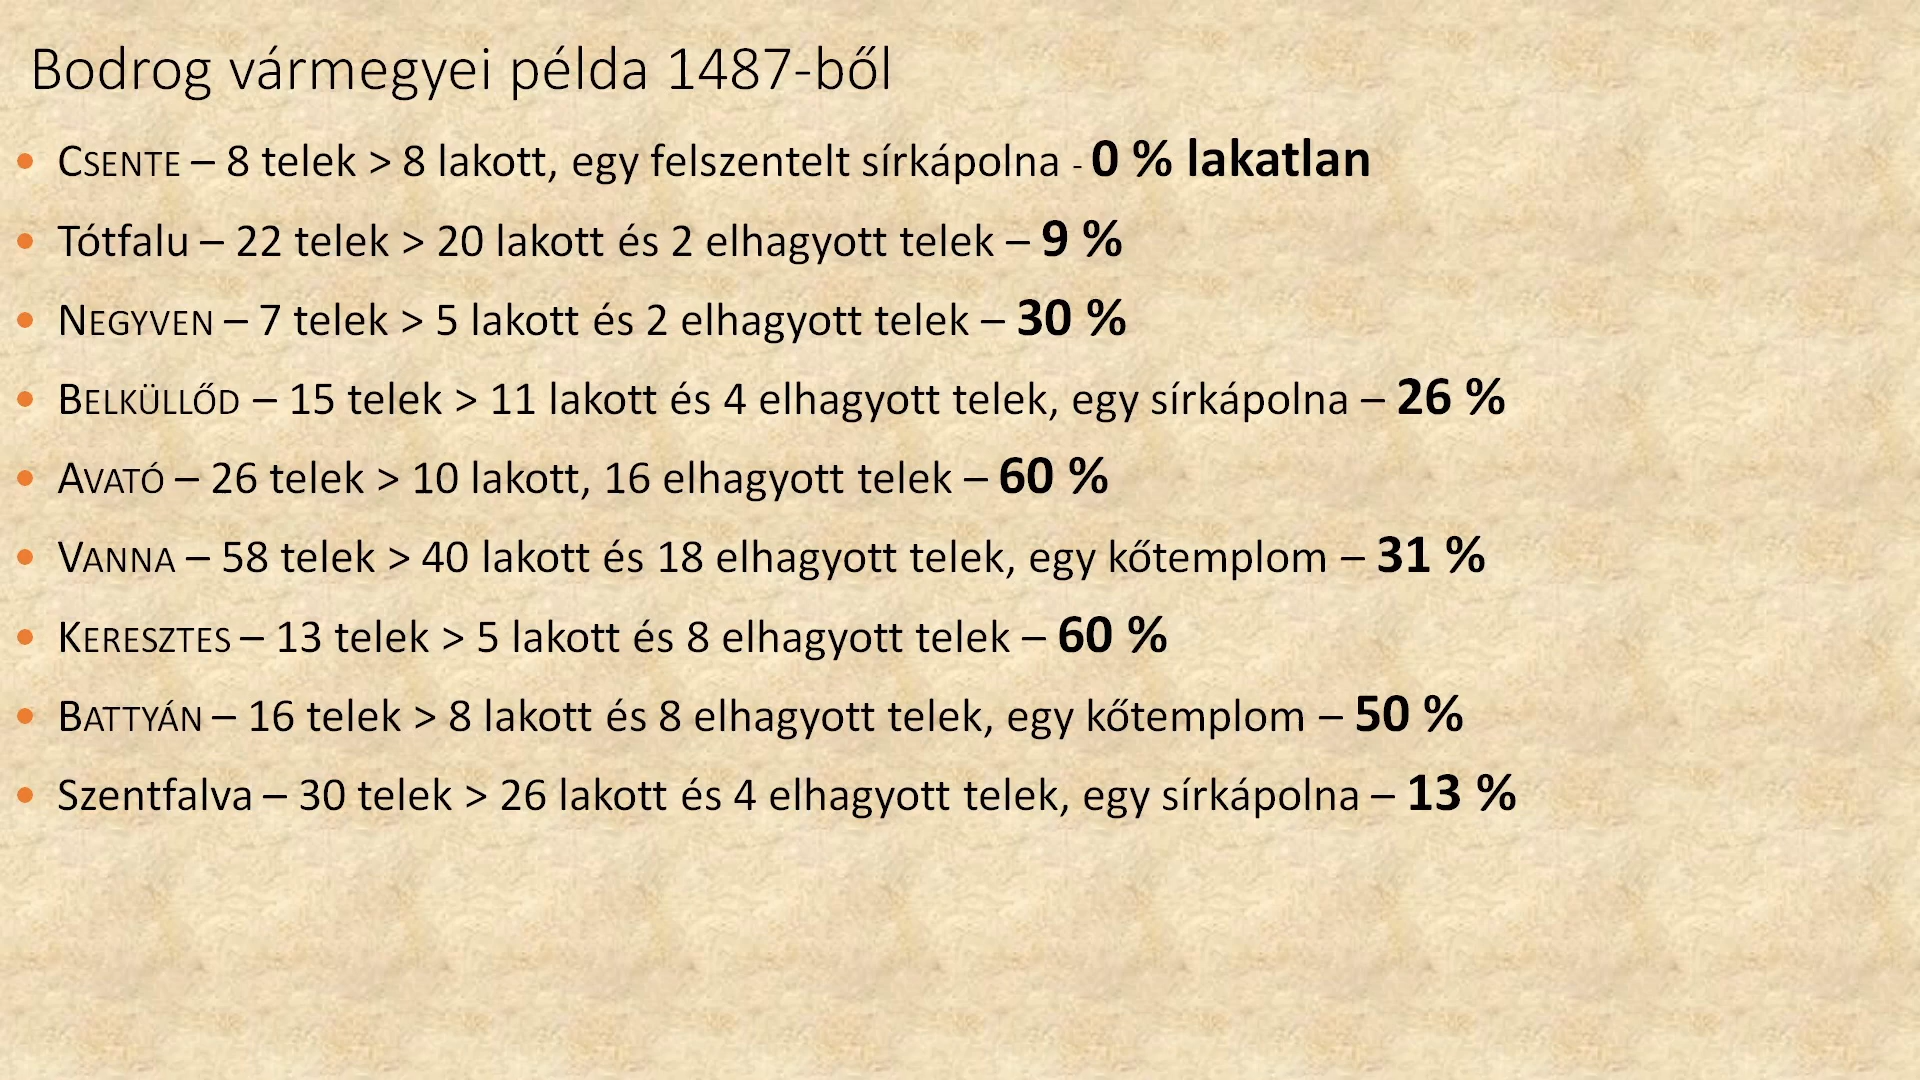 Bodrog vármegyei példa 1487-ből
• CSENTE – 8 telek > 8 lakott, egy felszentelt sírkápolna - 0 % lakatlan
• Tótfalu – 22 telek > 20 lakott és 2 elhagyott telek – 9 %
• NEGYVEN – 7 telek > 5 lakott és 2 elhagyott telek – 30 %
• BELKÜLLŐD – 15 telek > 11 lakott és 4 elhagyott telek, egy sírkápolna – 26 %
• AVATÓ – 26 telek > 10 lakott, 16 elhagyott telek – 60 %
• VANNA – 58 telek > 40 lakott és 18 elhagyott telek, egy kőtemplom – 31 %
• KERESZTES – 13 telek > 5 lakott és 8 elhagyott telek – 60 %
• BATTYÁN – 16 telek > 8 lakott és 8 elhagyott telek, egy kőtemplom – 50 %
• Szentfalva – 30 telek > 26 lakott és 4 elhagyott telek, egy sírkápolna – 13 %